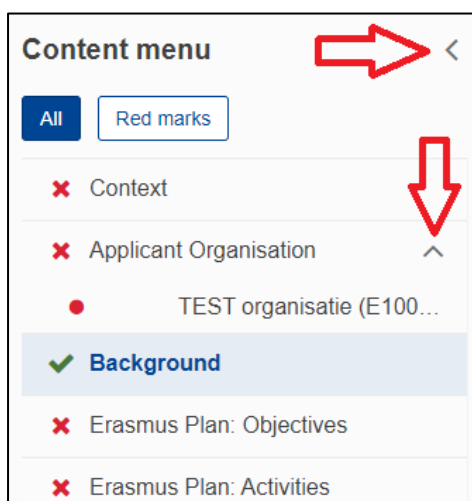 Content menu
All Red marks
Context
Applicant Organisation
TEST organisatie (E100...
Background
Erasmus Plan: Objectives
Erasmus Plan: Activities